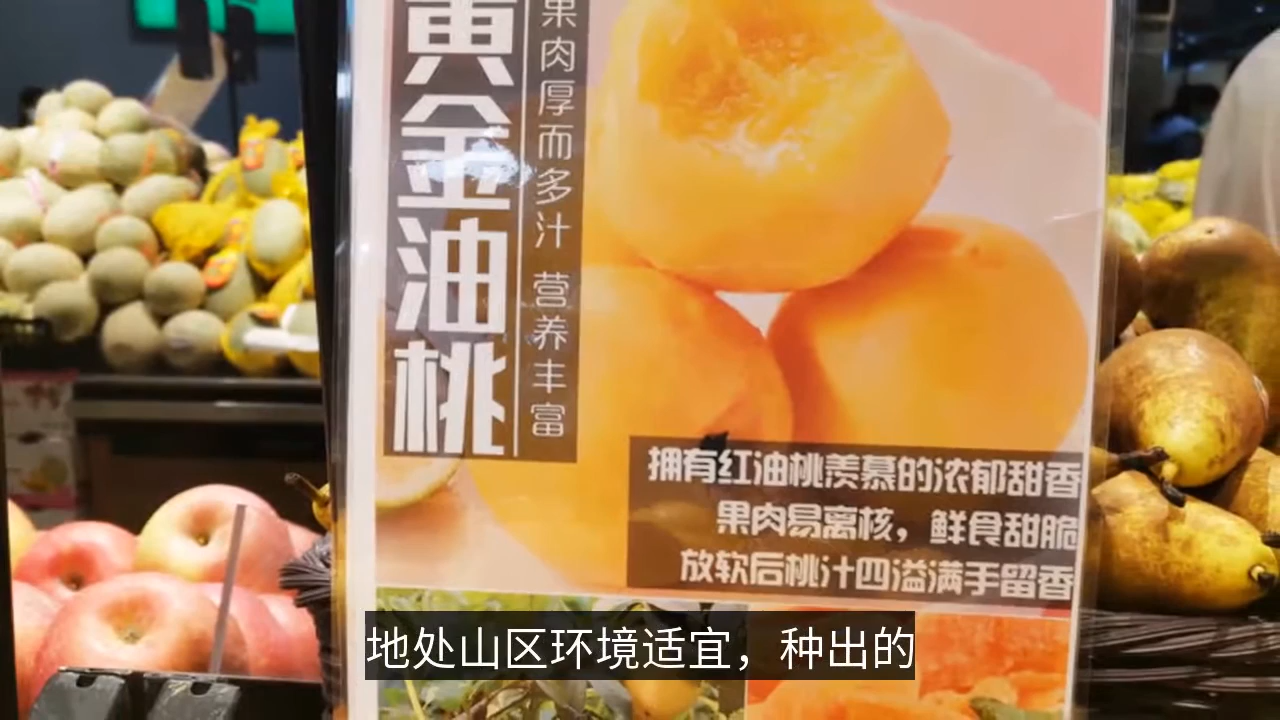 黄金油桃
果肉厚而多汁 营养丰富
拥有红油桃羡慕的浓郁甜香
果肉易离核，鲜食甜脆
放软后桃汁四溢满手留香
地处山区环境适宜，种出的